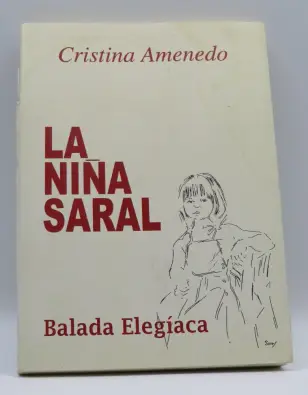 Cristina Amenedo
LA
NIÑA
SARAL
Balada Elegíaca